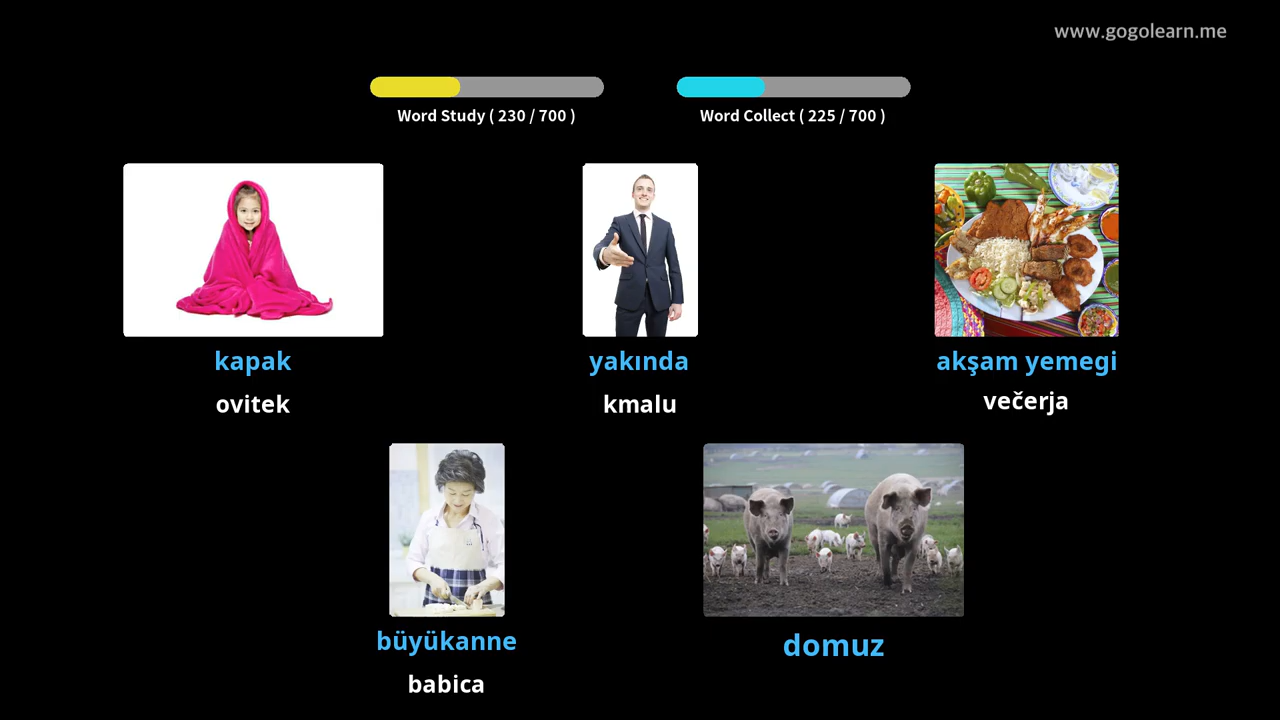 www.gogolearn.me
Word Study ( 230 / 700 )
Word Collect ( 225 / 700 )
kapak
yakında
akşam yemegi
ovitek
kmalu
večerja
büyükanne
domuz
babica